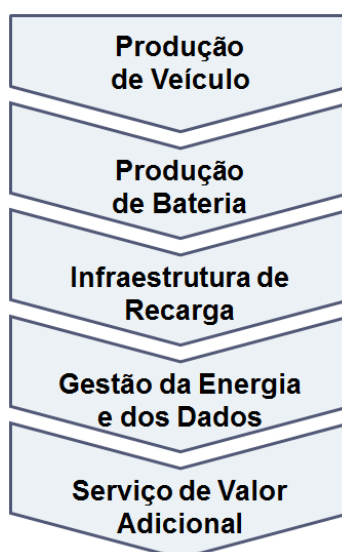 Produção
de Veículo
Produção
de Bateria
Infraestrutura de
Recarga
Gestão da Energia
e dos Dados
Serviço de Valor
Adicional